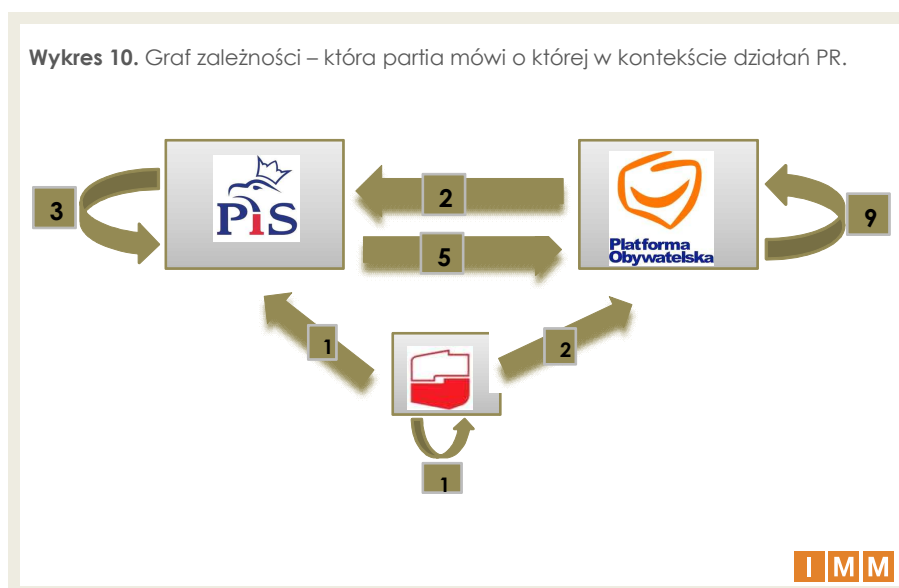 Wykres 10. Graf zależności – która partia mówi o której w kontekście działań PR.
PiS
Platforma
Obywatelska
3
2
5
9
1
2
1
IMM